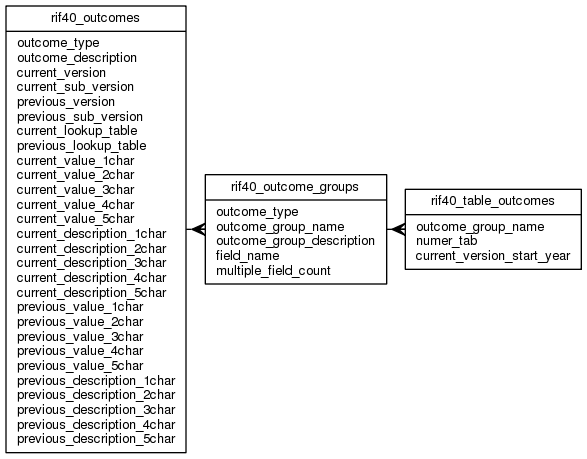 rif40_outcomes
outcome_type
outcome_description
current_version
current_sub_version
previous_version
previous_sub_version
current_lookup_table
previous_lookup_table
current_value_1char
current_value_2char
current_value_3char
current_value_4char
current_value_5char
current_description_1char
current_description_2char
current_description_3char
current_description_4char
current_description_5char
previous_value_1char
previous_value_2char
previous_value_3char
previous_value_4char
previous_value_5char
previous_description_1char
previous_description_2char
previous_description_3char
previous_description_4char
previous_description_5char
rif40_outcome_groups
outcome_type
outcome_group_name
outcome_group_description
field_name
multiple_field_count
rif40_table_outcomes
outcome_group_name
numer_tab
current_version_start_year